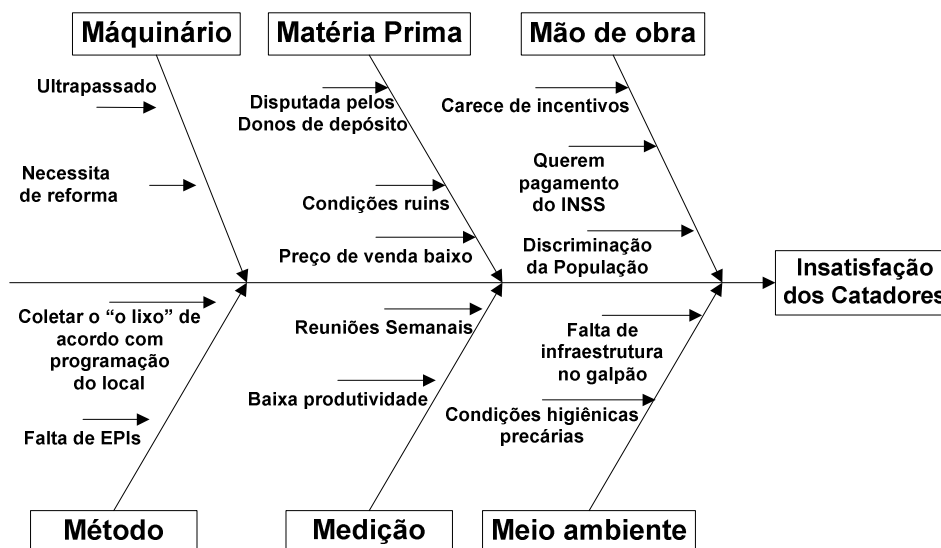 Máquinário
Matéria Prima
Mão de obra
Ultrapassado
Necessita
de reforma
Disputada pelos
Donos de depósito
Condições ruins
Preço de venda baixo
Carece de incentivos
Querem
pagamento
do INSS
Discriminação
da População
Insatisfação
dos Catadores
Coletar o “o lixo” de
acordo com
programação
do local
Falta de EPIs
Reuniões Semanais
Baixa produtividade
Falta de
infraestrutura
no galpão
Condições higiênicas
precárias
Método
Medição
Meio ambiente